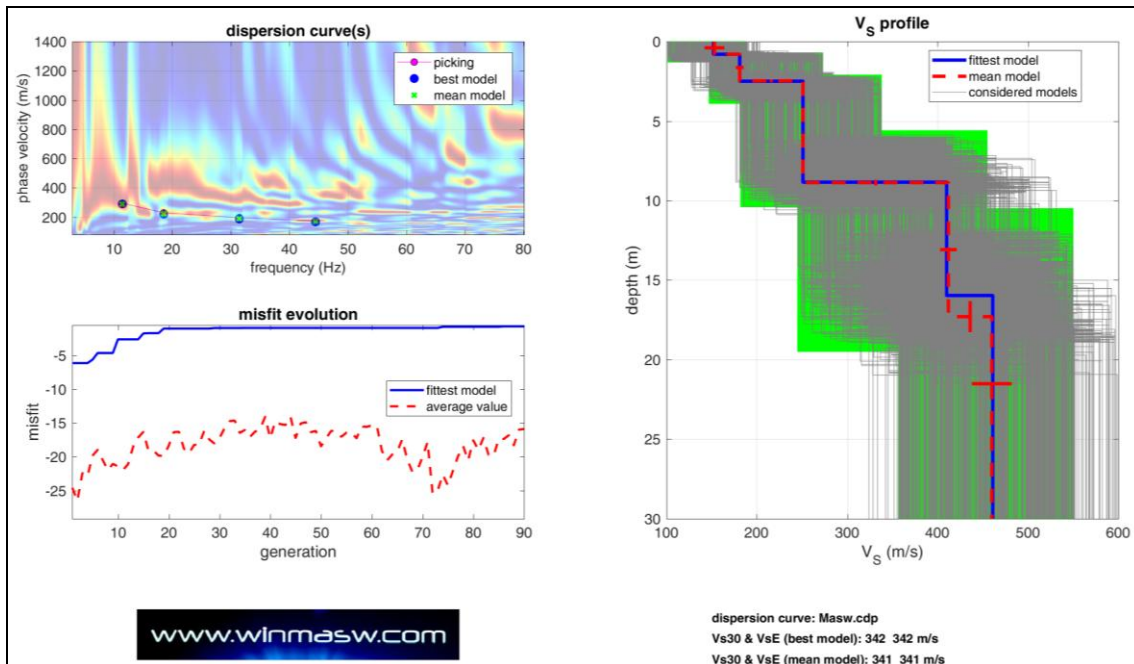 dispersion curve(s)
1400
1200
1000
800
600
400
200
phase velocity (m/s)
picking
best model
mean model
10 20 30 40 50 60 70 80
frequency (Hz)
misfit evolution
-5
-10
-15
-20
-25
misfit
fittest model
average value
10 20 30 40 50 60 70 80 90
generation
www.winmasw.com
VS profile
0
5
10
15
20
25
30
depth (m)
fittest model
mean model
considered models
100 200 300 400 500 600
VS (m/s)
dispersion curve: Masw.cdp
Vs30 & VsE (best model): 342 342 m/s
Vs30 & VsE (mean model): 341 341 m/s